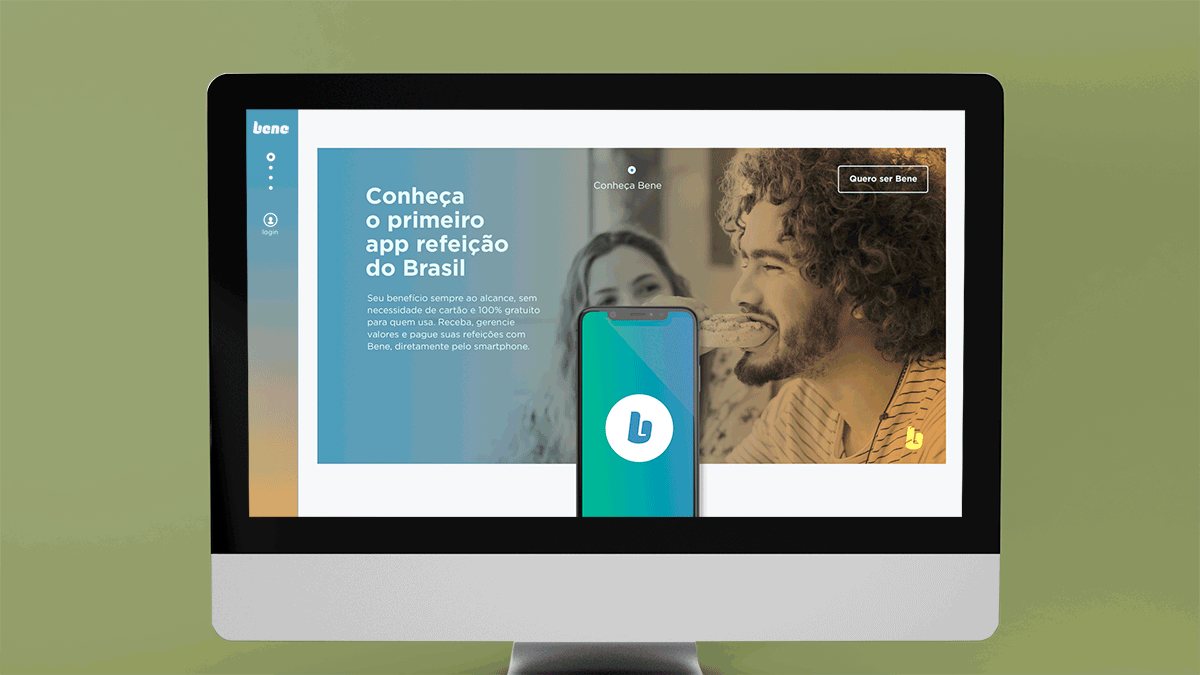 bene
login
Conheça
o primeiro
app refeição
do Brasil
Seu benefício sempre ao alcance, sem
necessidade de cartão e 100% gratuito
para quem usa. Receba, gerencie
valores e pague suas refeições com
Bene, diretamente pelo smartphone.
Conheça Bene
Quero ser Bene
b
b